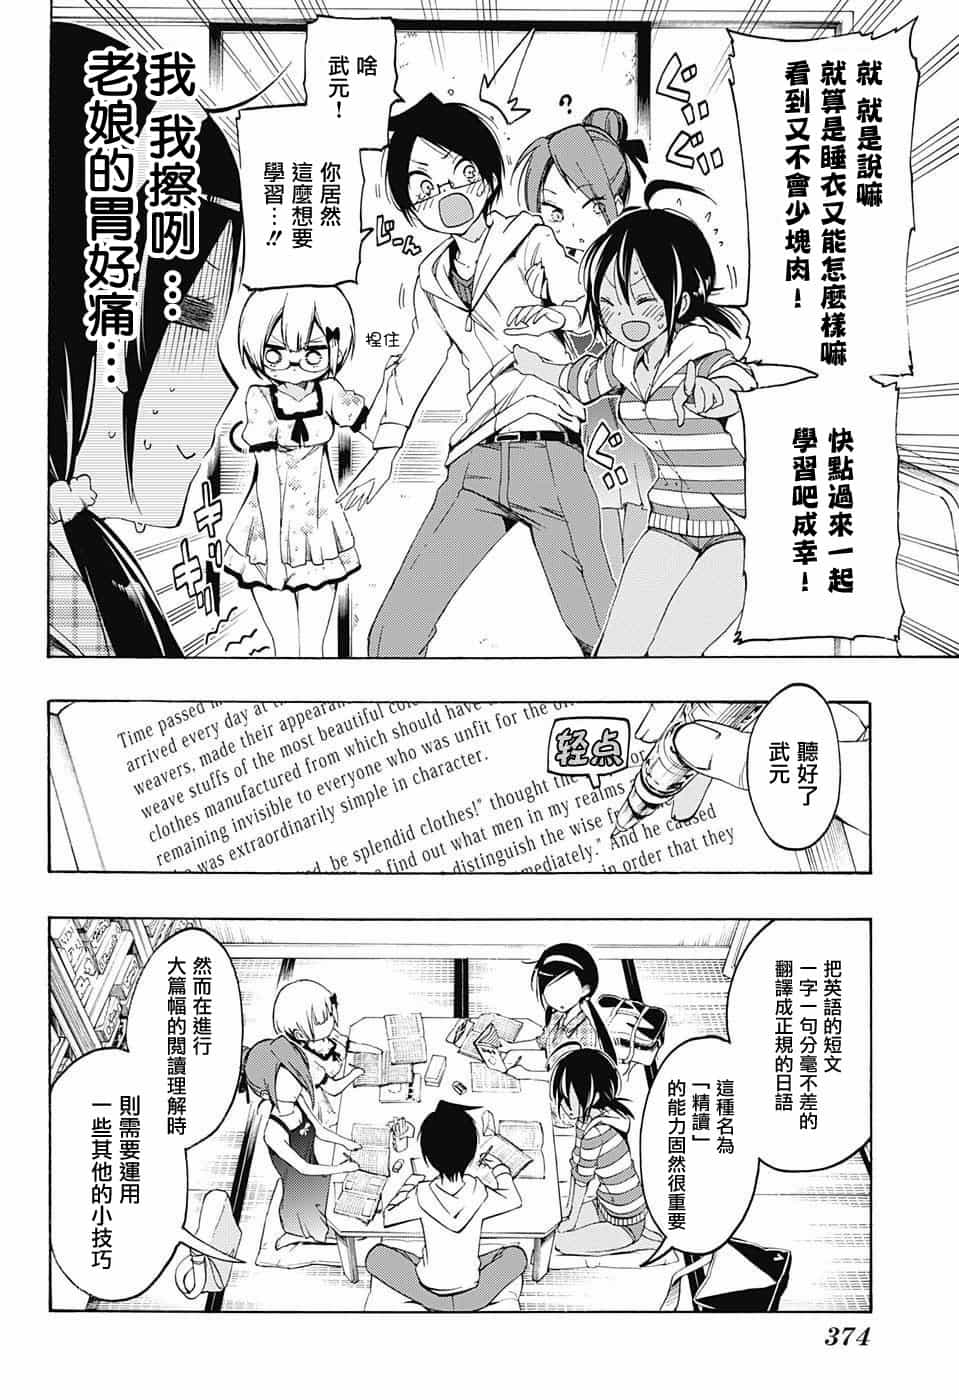 就 就是說嘛
就算是睡衣又能怎麼樣嘛
看到又不會少塊肉！
快點過來一起
學習吧成幸！
啥
武元！
你居然
這麼想要
學習…!!
捏住
我 我擦咧…
老娘的胃好痛…
聽好了
武元
轻点
Time passed
arrived every day at
weavers, made their appearan
weave stuffs of the most beautiful colo
clothes manufactured from which should have
remaining invisible to everyone who was unfit for the
was extraordinarily simple in character.
be splendid clothes!" thought the
find out what men in my realms
distinguish the wise
mediately." And he caused
in order that they
把英語的短文
一字一句分毫不差的
翻譯成正規的日語
這種名為
「精讀」
的能力固然很重要
然而在進行
大篇幅的閲讀理解時
則需要運用
一些其他的小技巧
374